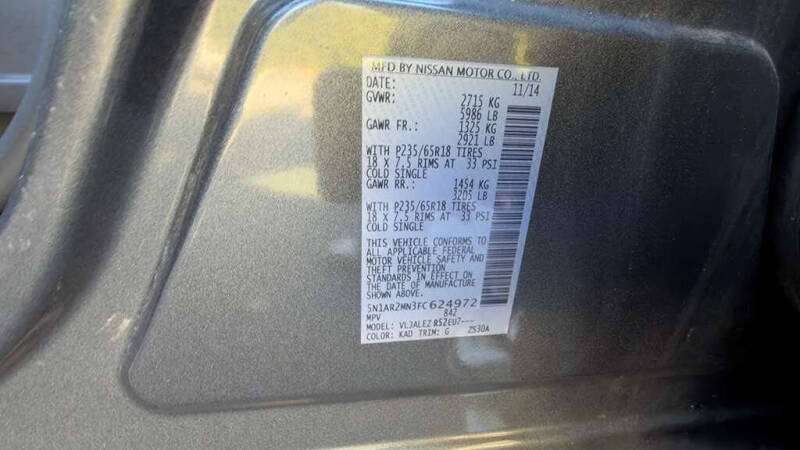 MFD BY NISSAN MOTOR CO., LTD.
DATE: 11/14
GVWR: 2715 KG
5986 LB
GAWR FR.: 1325 KG
2921 LB
WITH P235/65R18 TIRES
18 X 7.5 RIMS AT 33 PSI
COLD SINGLE
GAWR RR.: 1454 KG
3205 LB
WITH P235/65R18 TIRES
18 X 7.5 RIMS AT 33 PSI
COLD SINGLE
THIS VEHICLE CONFORMS TO
ALL APPLICABLE FEDERAL
MOTOR VEHICLE SAFETY AND
THEFT PREVENTION
STANDARDS IN EFFECT ON
THE DATE OF MANUFACTURE
SHOWN ABOVE.
5N1AR2MN3FC624972
MPV 842
MODEL: VLJALEZ R52EUZ---
COLOR: KAD TRIM: G ZS30A